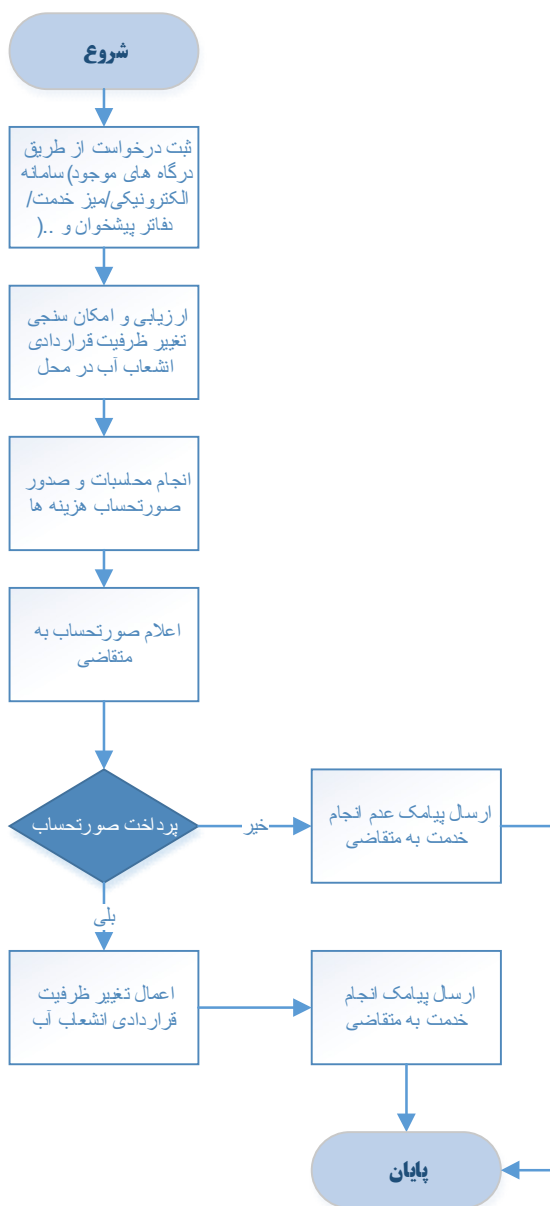 شروع
ثبت درخواست از طریق
درگاه های موجود)سامانه
الکترونیکی/میز خدمت/
دفاتر پیشخوان و ..(
ارزیابی و امکان سنجی
تغییر ظرفیت قراردادی
انشعاب آب در محل
انجام محاسبات و صدور
صورتحساب هزینه ها
اعلام صورتحساب به
متقاضی
پرداخت صورتحساب
خیر
ارسال پیامک عدم انجام
خدمت به متقاضی
بلی
اعمال تغییر ظرفیت
قراردادی انشعاب آب
ارسال پیامک انجام
خدمت به متقاضی
پایان